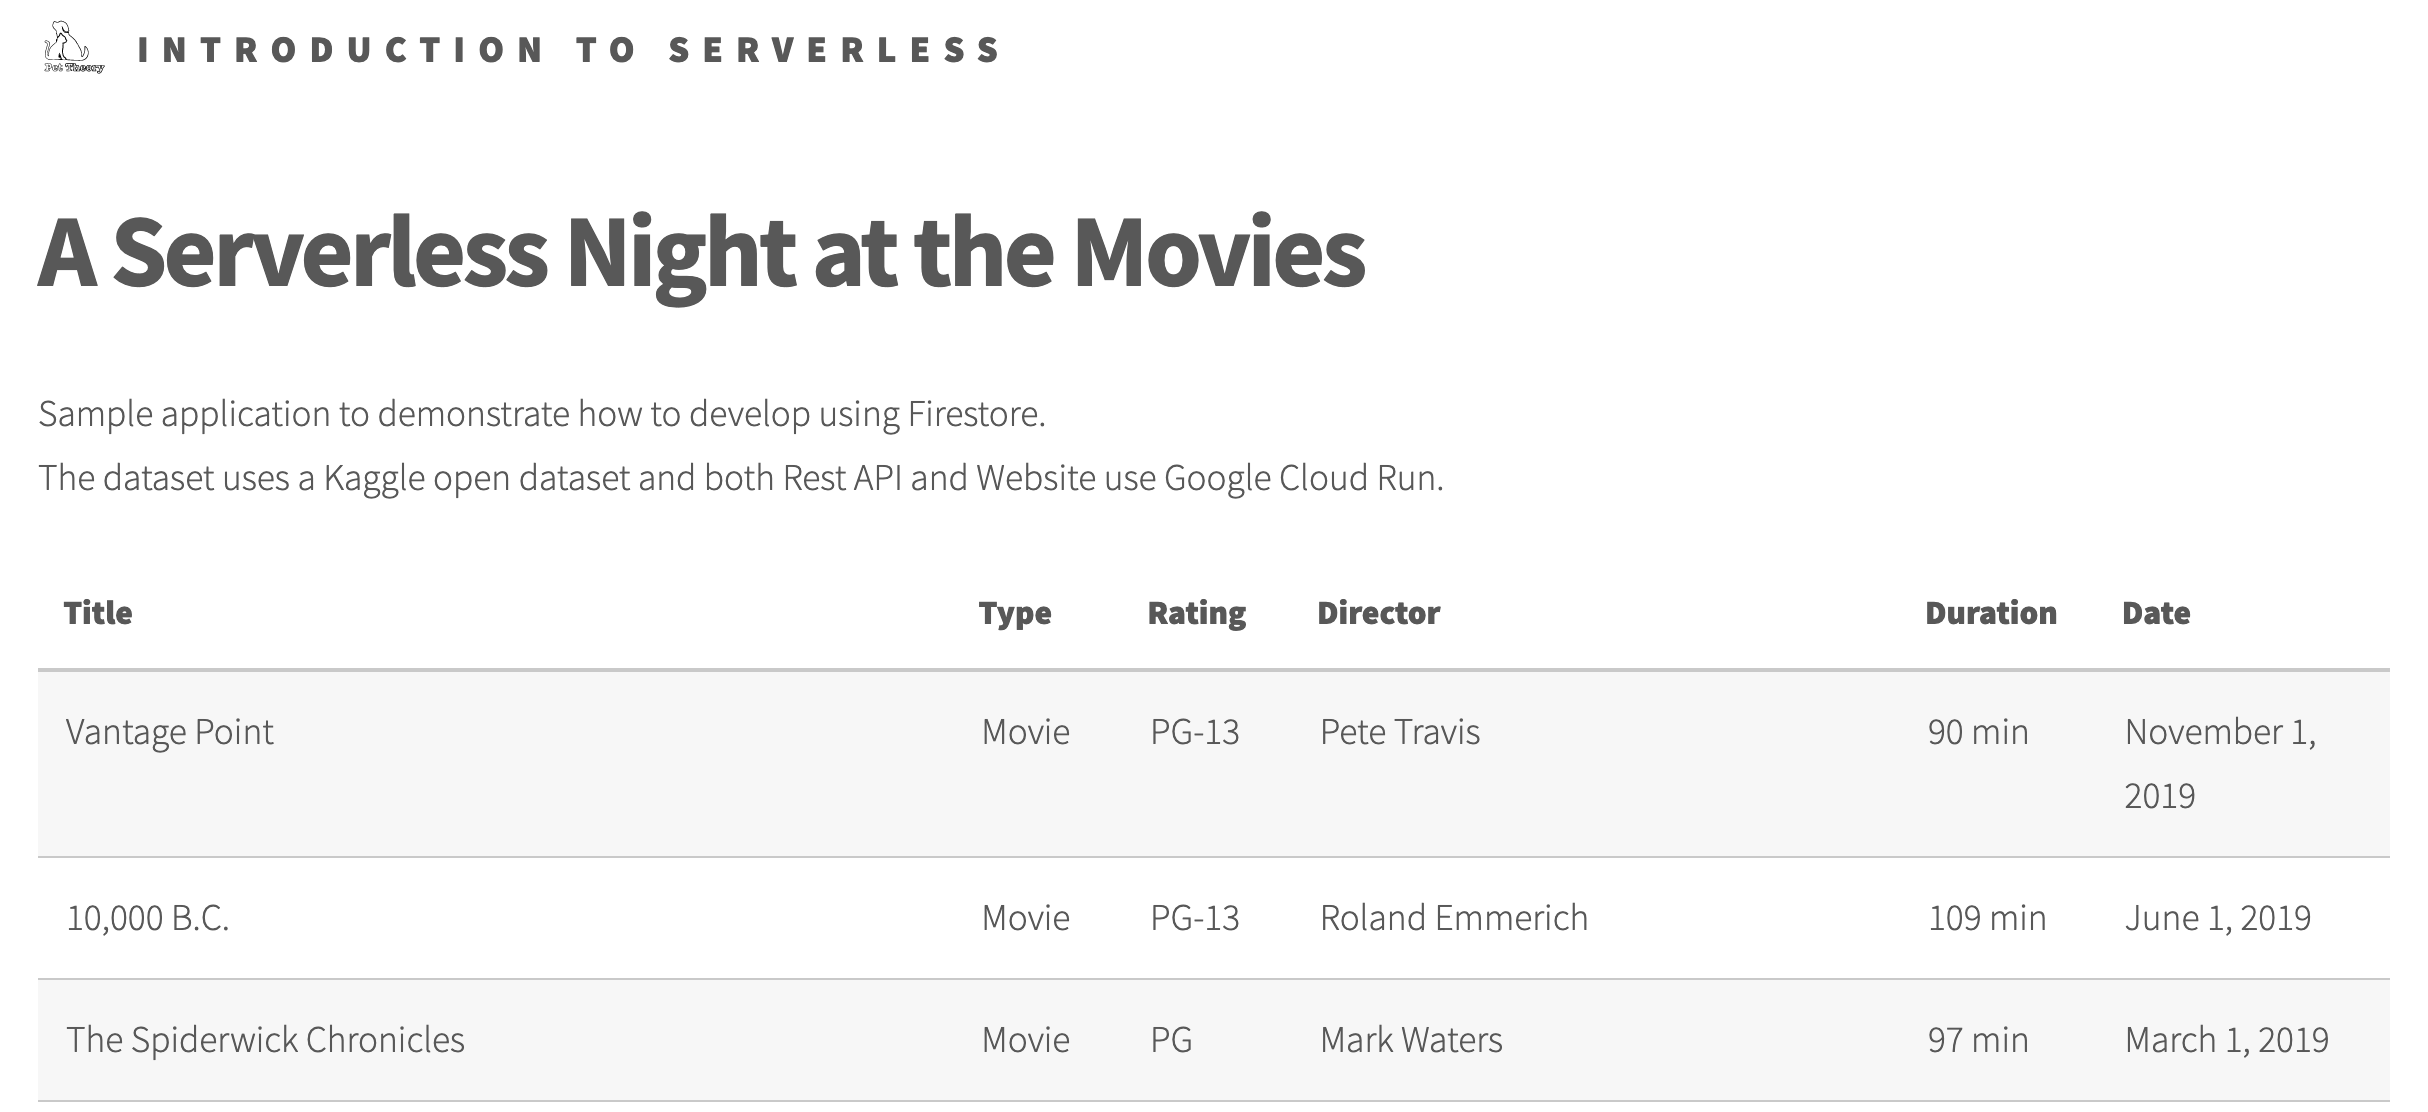 Pet Theory
INTRODUCTION TO SERVERLESS
A Serverless Night at the Movies
Sample application to demonstrate how to develop using Firestore.
The dataset uses a Kaggle open dataset and both Rest API and Website use Google Cloud Run.
Title Type Rating Director Duration Date
Vantage Point Movie PG-13 Pete Travis 90 min November 1,
2019
10,000 B.C. Movie PG-13 Roland Emmerich 109 min June 1, 2019
The Spiderwick Chronicles Movie PG Mark Waters 97 min March 1, 2019